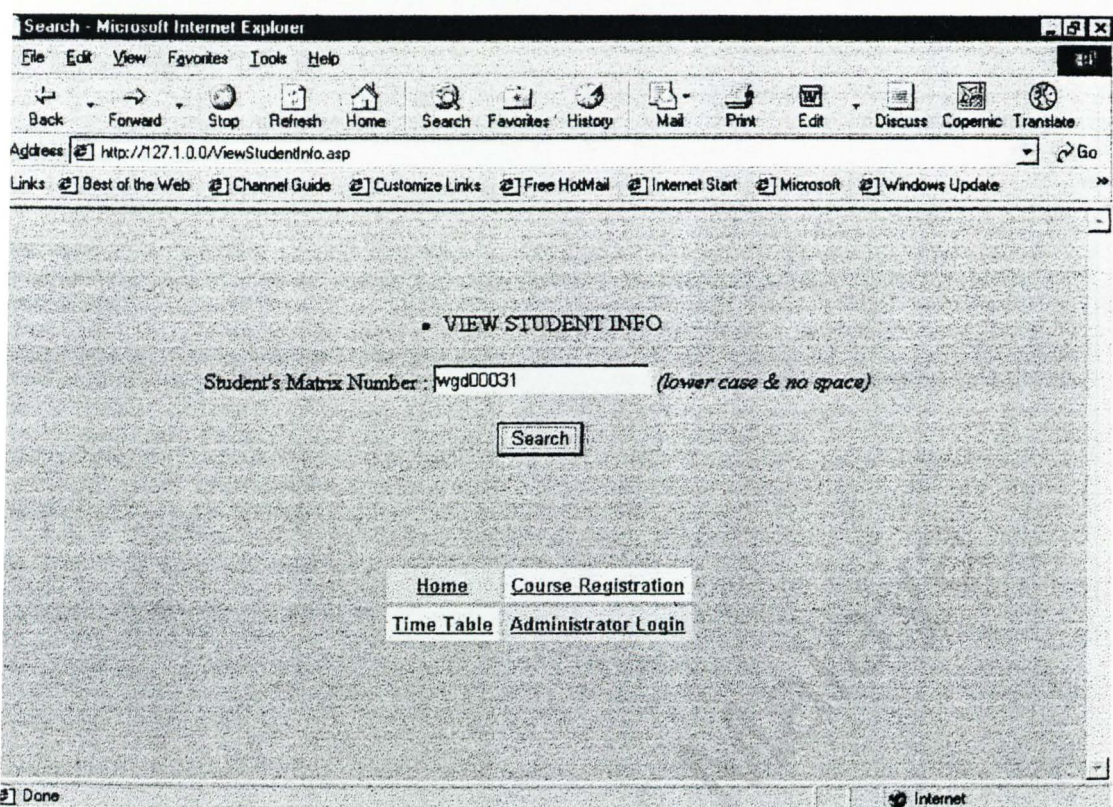 Search - Microsoft Internet Explorer
File Edit View Favorites Tools Help
Back Forward Stop Refresh Home Search Favorites History Mail Print Edit Discuss Copernic Translate
Address http://127.1.0.0/ViewStudentInfo.asp Go
Links Best of the Web Channel Guide Customize Links Free HotMail Internet Start Microsoft Windows Update »
• VIEW STUDENT INFO
Student's Matrix Number : wgd00031 (lower case & no space)
Search
Home Course Registration
Time Table Administrator Login
Done Internet